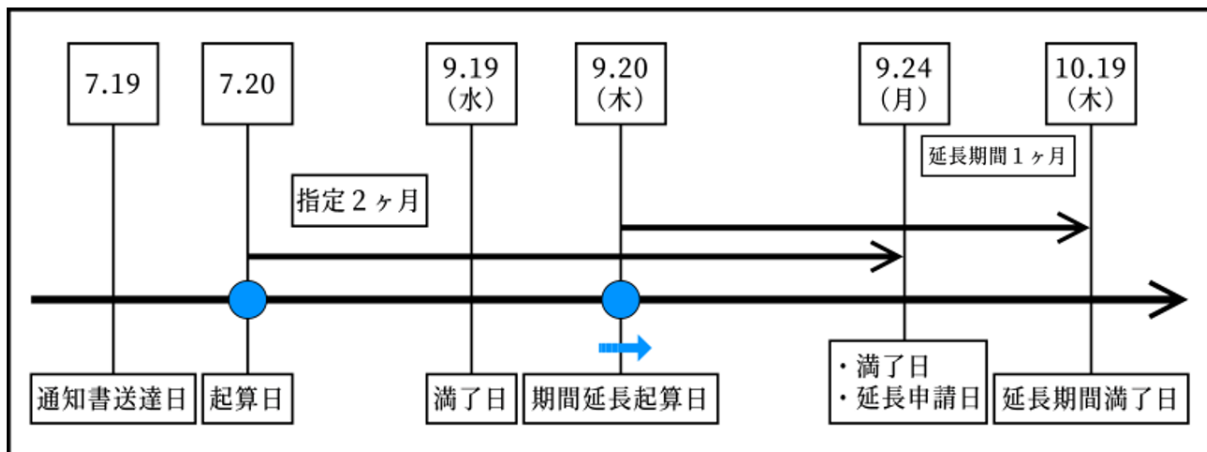 7.19
7.20
9.19
（水）
9.20
（木）
9.24
（月）
10.19
（木）
延長期間１ヶ月
指定２ヶ月
通知書送達日
起算日
満了日
期間延長起算日
・満了日
・延長申請日
延長期間満了日